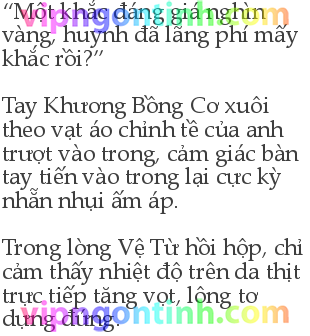 “Một khắc đáng giá nghìn
vàng, huynh đã lãng phí mấy
khắc rồi?”
Tay Khương Bồng Cơ xuôi
theo vạt áo chỉnh tề của anh
trượt vào trong, cảm giác bàn
tay tiến vào trong lại cực kỳ
nhẵn nhụi ấm áp.
Trong lòng Vệ Từ hồi hộp, chỉ
cảm thấy nhiệt độ trên da thịt
trực tiếp tăng vọt, lông tơ
dựng đứng.
vipngontinh.com